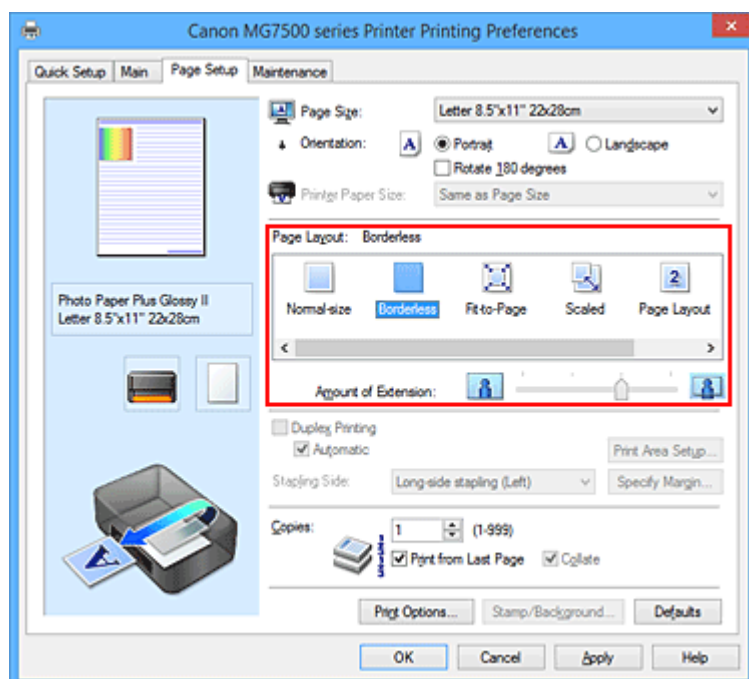 Canon MG7500 series Printer Printing Preferences
Quick Setup Main Page Setup Maintenance
Page Size: Letter 8.5"x11" 22x28cm
Orientation: A Portrait A Landscape
Rotate 180 degrees
Printer Paper Size: Same as Page Size
Page Layout: Borderless
2
Normal-size Borderless Fit-to-Page Scaled Page Layout
Photo Paper Plus Glossy II
Letter 8.5"x11" 22x28cm
Amount of Extension:
Duplex Printing
Automatic
Print Area Setup...
Stapling Side: Long-side stapling (Left) Specify Margin...
Copies: 1 (1-999)
Print from Last Page Collate
A
Print Options... Stamp/Background... Defaults
OK Cancel Apply Help